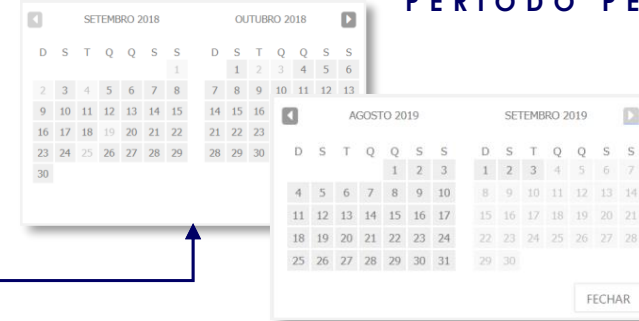 PERÍODO PE
SETEMBRO 2018
D S T Q Q S S
1
2 3 4 5 6 7 8
9 10 11 12 13 14 15
16 17 18 19 20 21 22
23 24 25 26 27 28 29
30
OUTUBRO 2018
D S T Q Q S S
1 2 3 4 5 6
7 8 9 10 11 12 13
14 15 16
21 22 23
28 29 30
AGOSTO 2019
D S T Q Q S S
1 2 3
4 5 6 7 8 9 10
11 12 13 14 15 16 17
18 19 20 21 22 23 24
25 26 27 28 29 30 31
SETEMBRO 2019
D S T Q Q S S
1 2 3 4 5 6 7
8 9 10 11 12 13 14
15 16 17 18 19 20 21
22 23 24 25 26 27 28
29 30
FECHAR